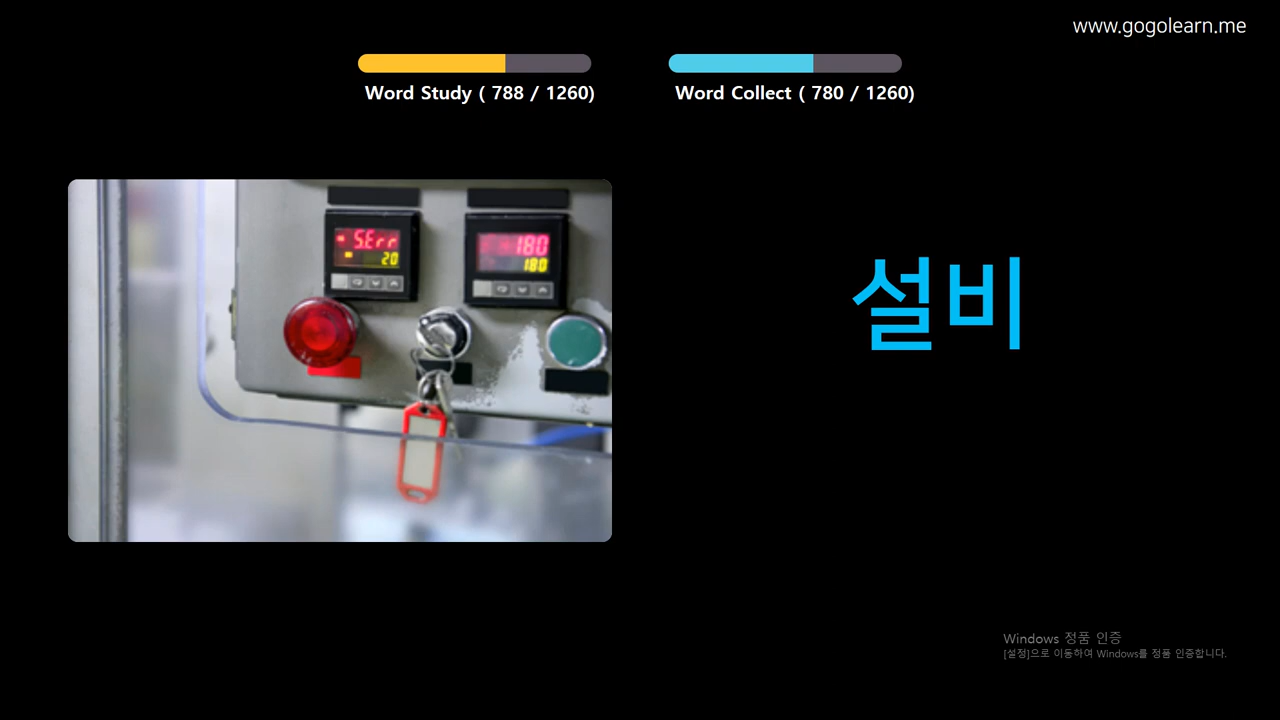 www.gogolearn.me
Word Study ( 788 / 1260)
Word Collect ( 780 / 1260)
S.Err
20
180
180
설비
Windows 정품 인증
[설정]으로 이동하여 Windows를 정품 인증합니다.